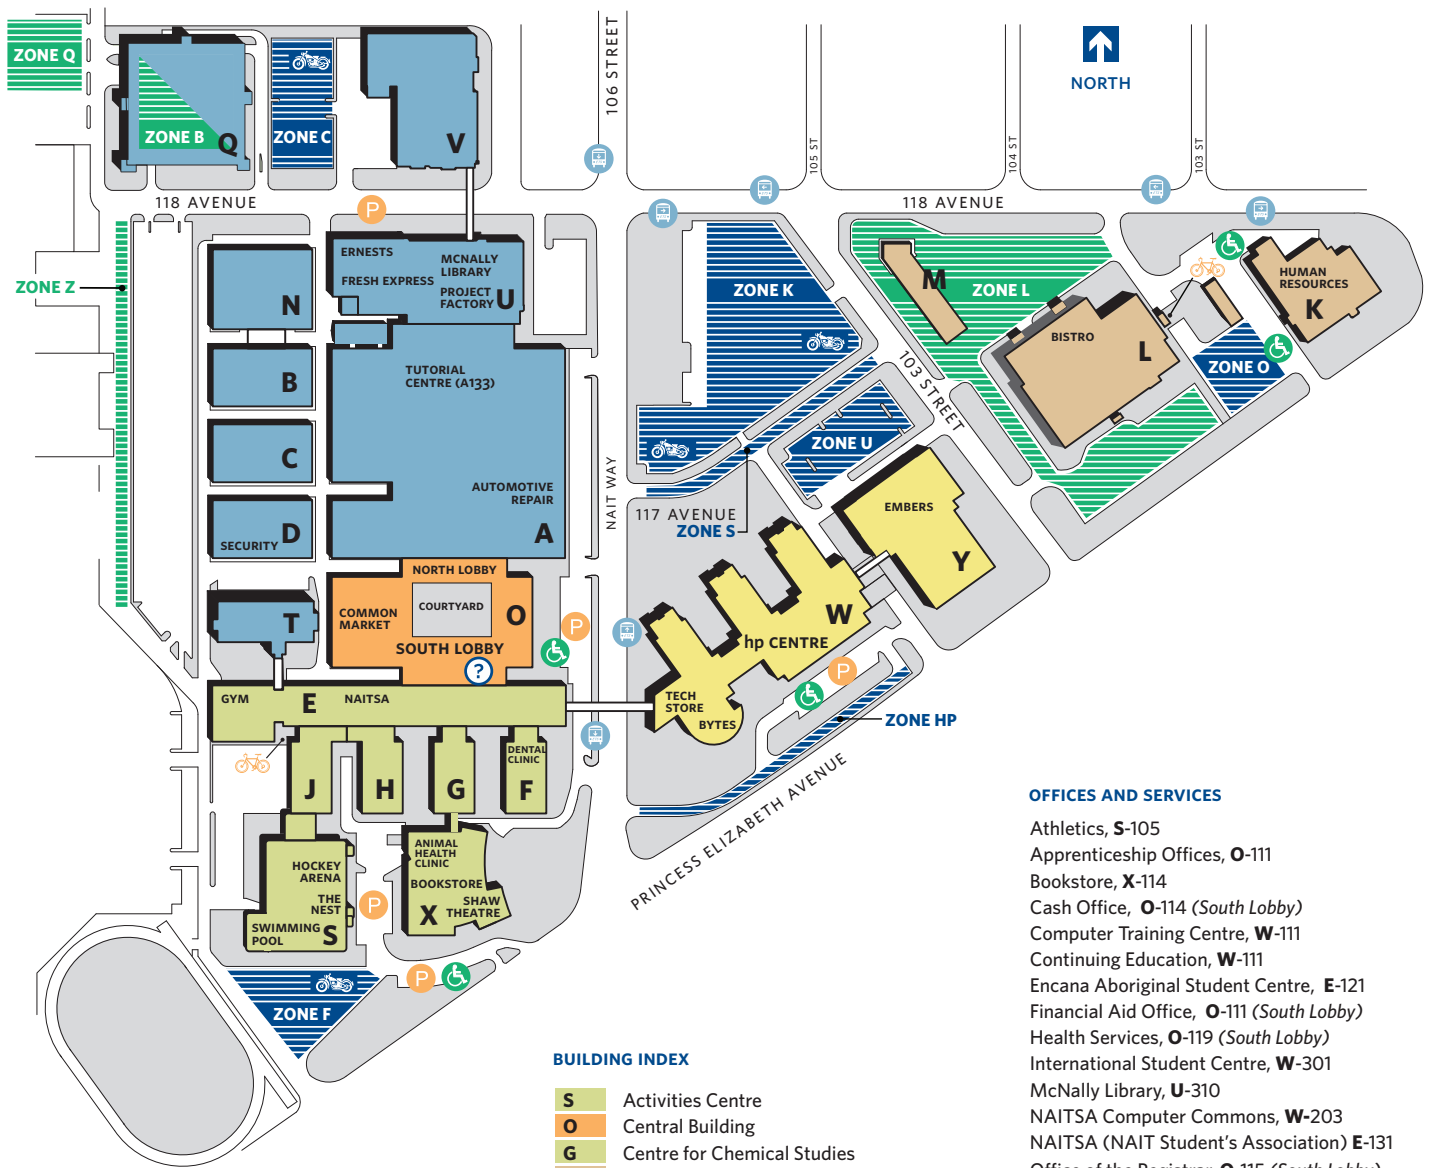 ZONE Q
ZONE B
Q
ZONE C
V
106 STREET
NORTH
105 ST
104 ST
103 ST
118 AVENUE
P
118 AVENUE
ZONE Z
N
B
C
SECURITY D
T
ERNESTS
FRESH EXPRESS
MCNALLY
LIBRARY
PROJECT
FACTORY U
TUTORIAL
CENTRE (A133)
AUTOMOTIVE
REPAIR
A
NAIT WAY
ZONE K
M
ZONE L
BISTRO
L
HUMAN
RESOURCES
K
ZONE O
103 STREET
ZONE U
117 AVENUE
ZONE S
EMBERS
Y
W
hp CENTRE
TECH
STORE
BYTES
P
ZONE HP
PRINCESS ELIZABETH AVENUE
NORTH LOBBY
COURTYARD
COMMON
MARKET
O
SOUTH LOBBY
?
P
GYM
E
NAITSA
J
H
G
DENTAL
CLINIC
F
HOCKEY
ARENA
THE
NEST
SWIMMING
POOL
S
P
ANIMAL
HEALTH
CLINIC
BOOKSTORE
SHAW
THEATRE
X
P
ZONE F
BUILDING INDEX
S Activities Centre
O Central Building
G Centre for Chemical Studies
OFFICES AND SERVICES
Athletics, S-105
Apprenticeship Offices, O-111
Bookstore, X-114
Cash Office, O-114 (South Lobby)
Computer Training Centre, W-111
Continuing Education, W-111
Encana Aboriginal Student Centre, E-121
Financial Aid Office, O-111 (South Lobby)
Health Services, O-119 (South Lobby)
International Student Centre, W-301
McNally Library, U-310
NAITSA Computer Commons, W-203
NAITSA (NAIT Student's Association) E-131
Office of the Registrar, O-115 (South Lobby)